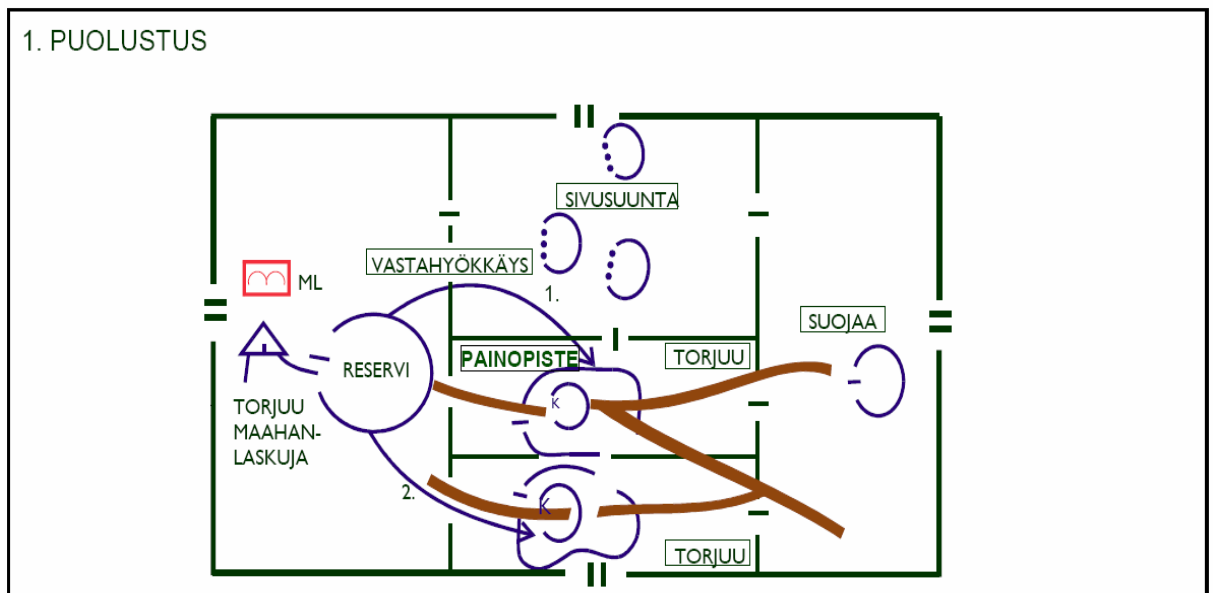 1. PUOLUSTUS
SIVUSUUNTA
VASTAHYÖKKÄYS
ML
1.
SUOJAA
PAINOPISTE
TORJUU
RESERVI
K
TORJUU
MAAHAN-
LASKUJA
2.
K
TORJUU